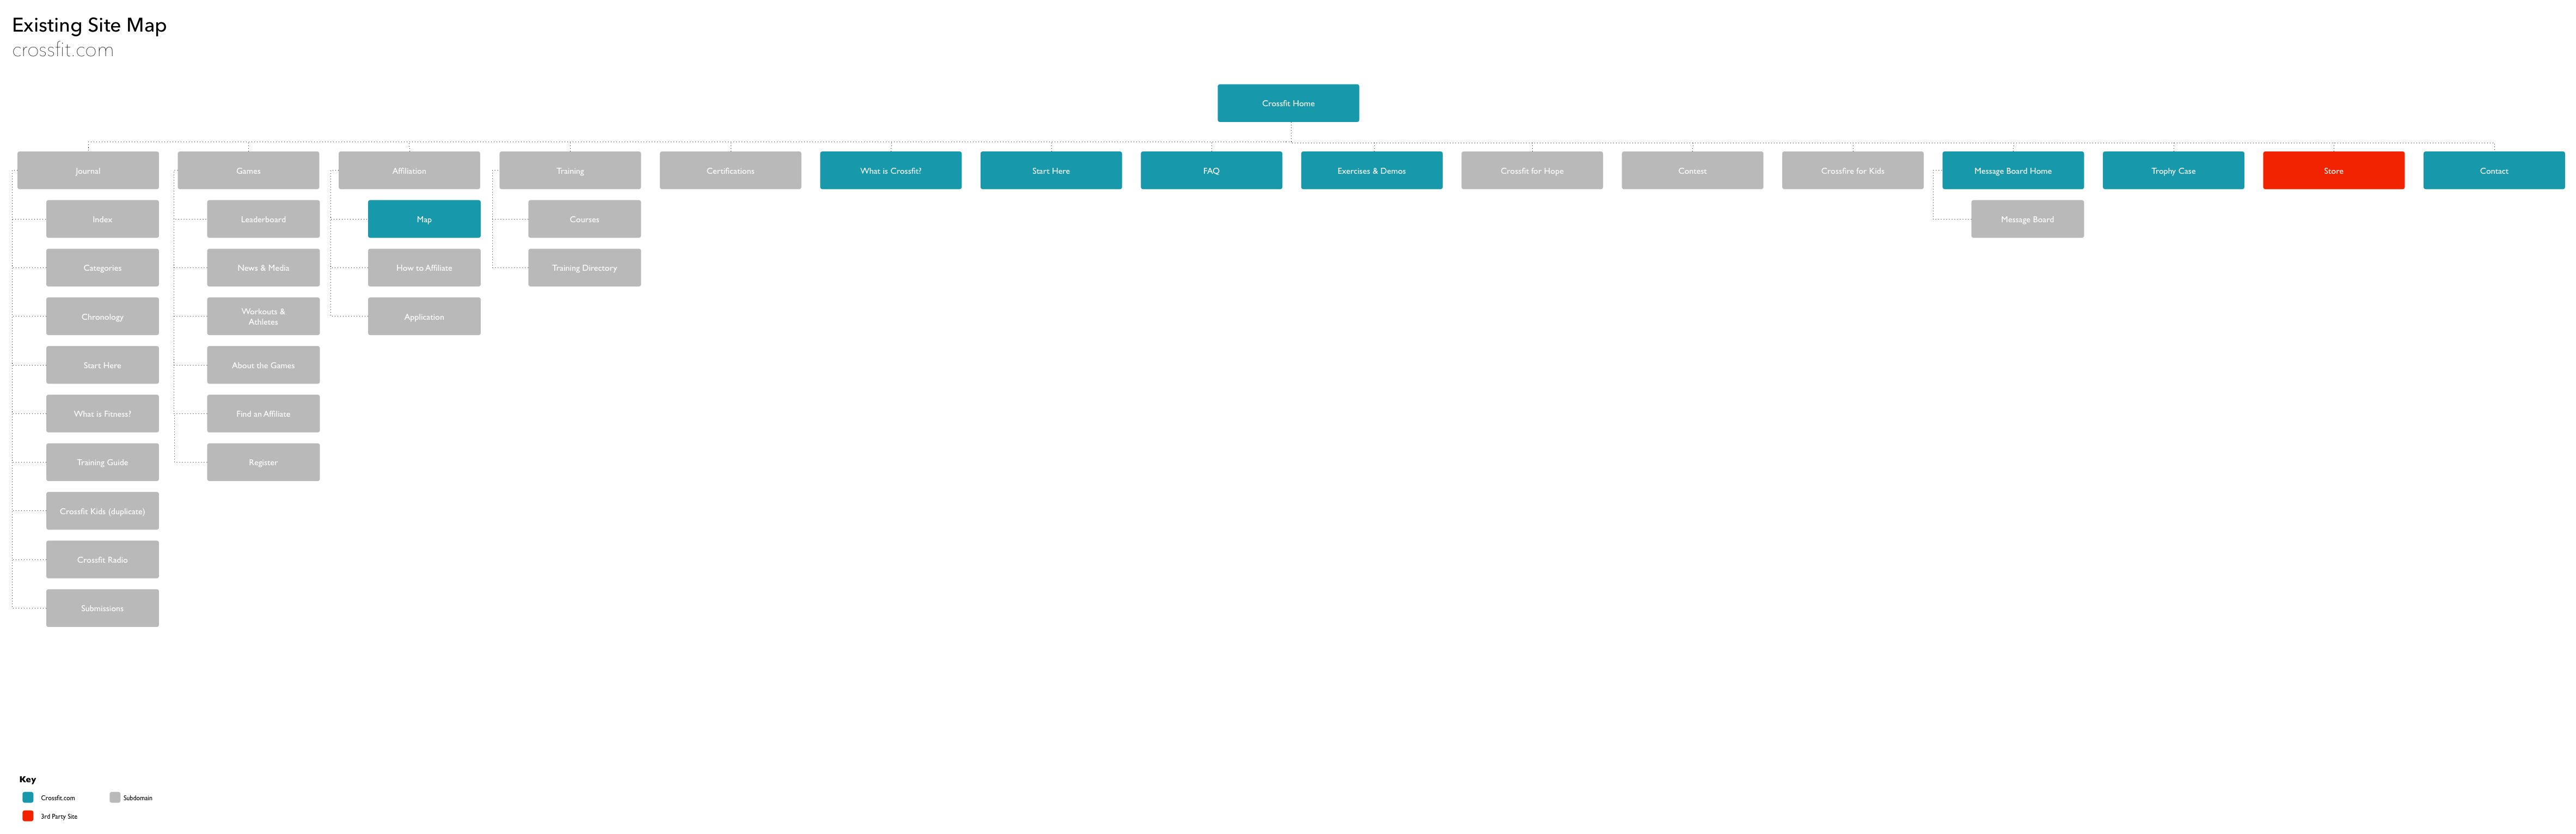 Existing Site Map
crossfit.com
Crossfit Home
Journal
Games
Affiliation
Training
Certifications
What is Crossfit?
Start Here
FAQ
Exercises & Demos
Crossfit for Hope
Contest
Crossfire for Kids
Message Board Home
Trophy Case
Store
Contact
Index
Leaderboard
Map
Courses
Message Board
Categories
News & Media
How to Affiliate
Training Directory
Chronology
Workouts &
Athletes
Application
Start Here
About the Games
What is Fitness?
Find an Affiliate
Training Guide
Register
Crossfit Kids (duplicate)
Crossfit Radio
Submissions
Key
Crossfit.com
Subdomain
3rd Party Site